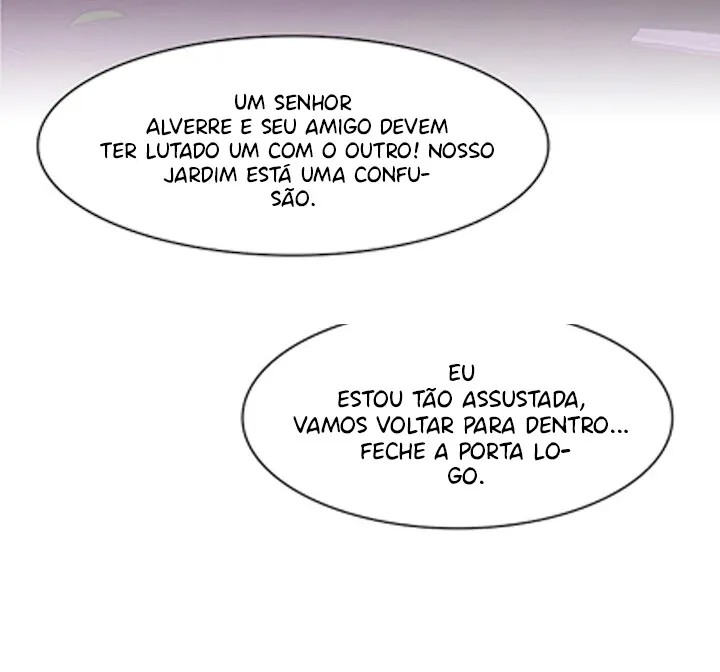 UM SENHOR
ALVERRE E SEU AMIGO DEVEM
TER LUTADO UM COM O OUTRO! NOSSO
JARDIM ESTÁ UMA CONFU-
SÃO.
EU
ESTOU TÃO ASSUSTADA,
VAMOS VOLTAR PARA DENTRO...
FECHE A PORTA LO-
GO.